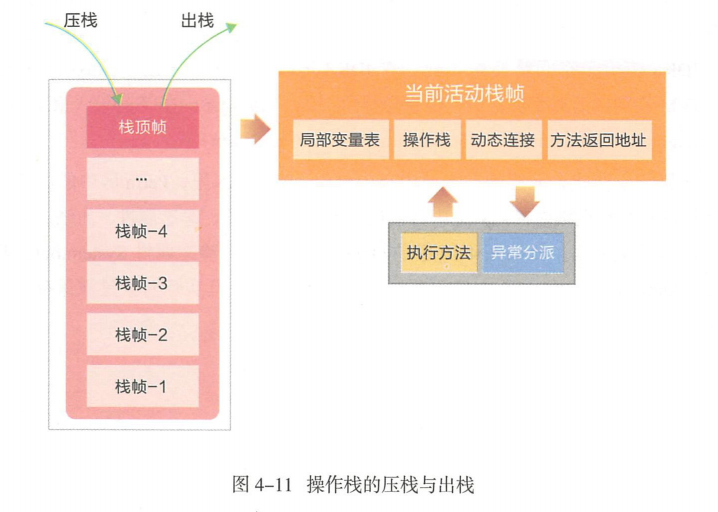 压栈
出栈
栈顶帧
...
栈帧-4
栈帧-3
栈帧-2
栈帧-1
当前活动栈帧
局部变量表
操作栈
动态连接
方法返回地址
执行方法
异常分派
图 4-11 操作栈的压栈与出栈